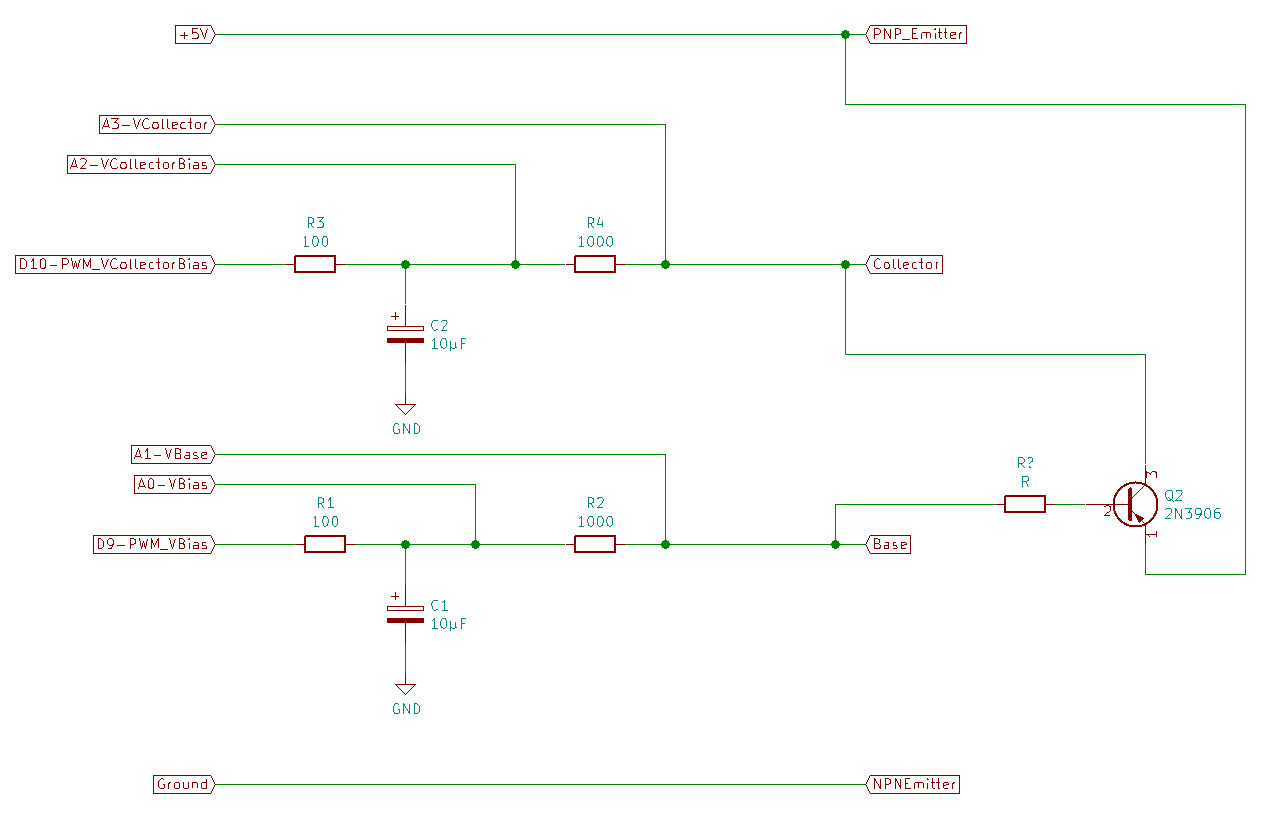 +5V
PNP_Emitter
A3-VCollector
A2-VCollectorBias
R3
100
R4
1000
D10-PWM_VCollectorBias
Collector
+
C2
10µF
GND
A1-VBase
A0-VBias
R?
R
3
Q2
2N3906
2
1
R1
100
R2
1000
D9-PWM_VBias
Base
+
C1
10µF
GND
Ground
NPNEmitter